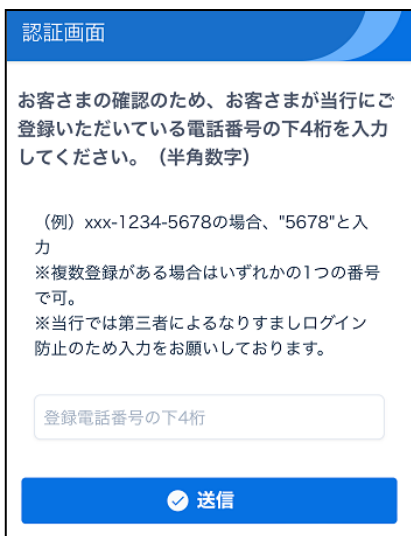 認証画面
お客さまの確認のため、お客さまが当行にご
登録いただいている電話番号の下4桁を入力
してください。（半角数字）
（例）xxx-1234-5678の場合、"5678"と入
力
※複数登録がある場合はいずれかの1つの番号
で可。
※当行では第三者によるなりすましログイン
防止のため入力をお願いしております。
登録電話番号の下4桁
送信